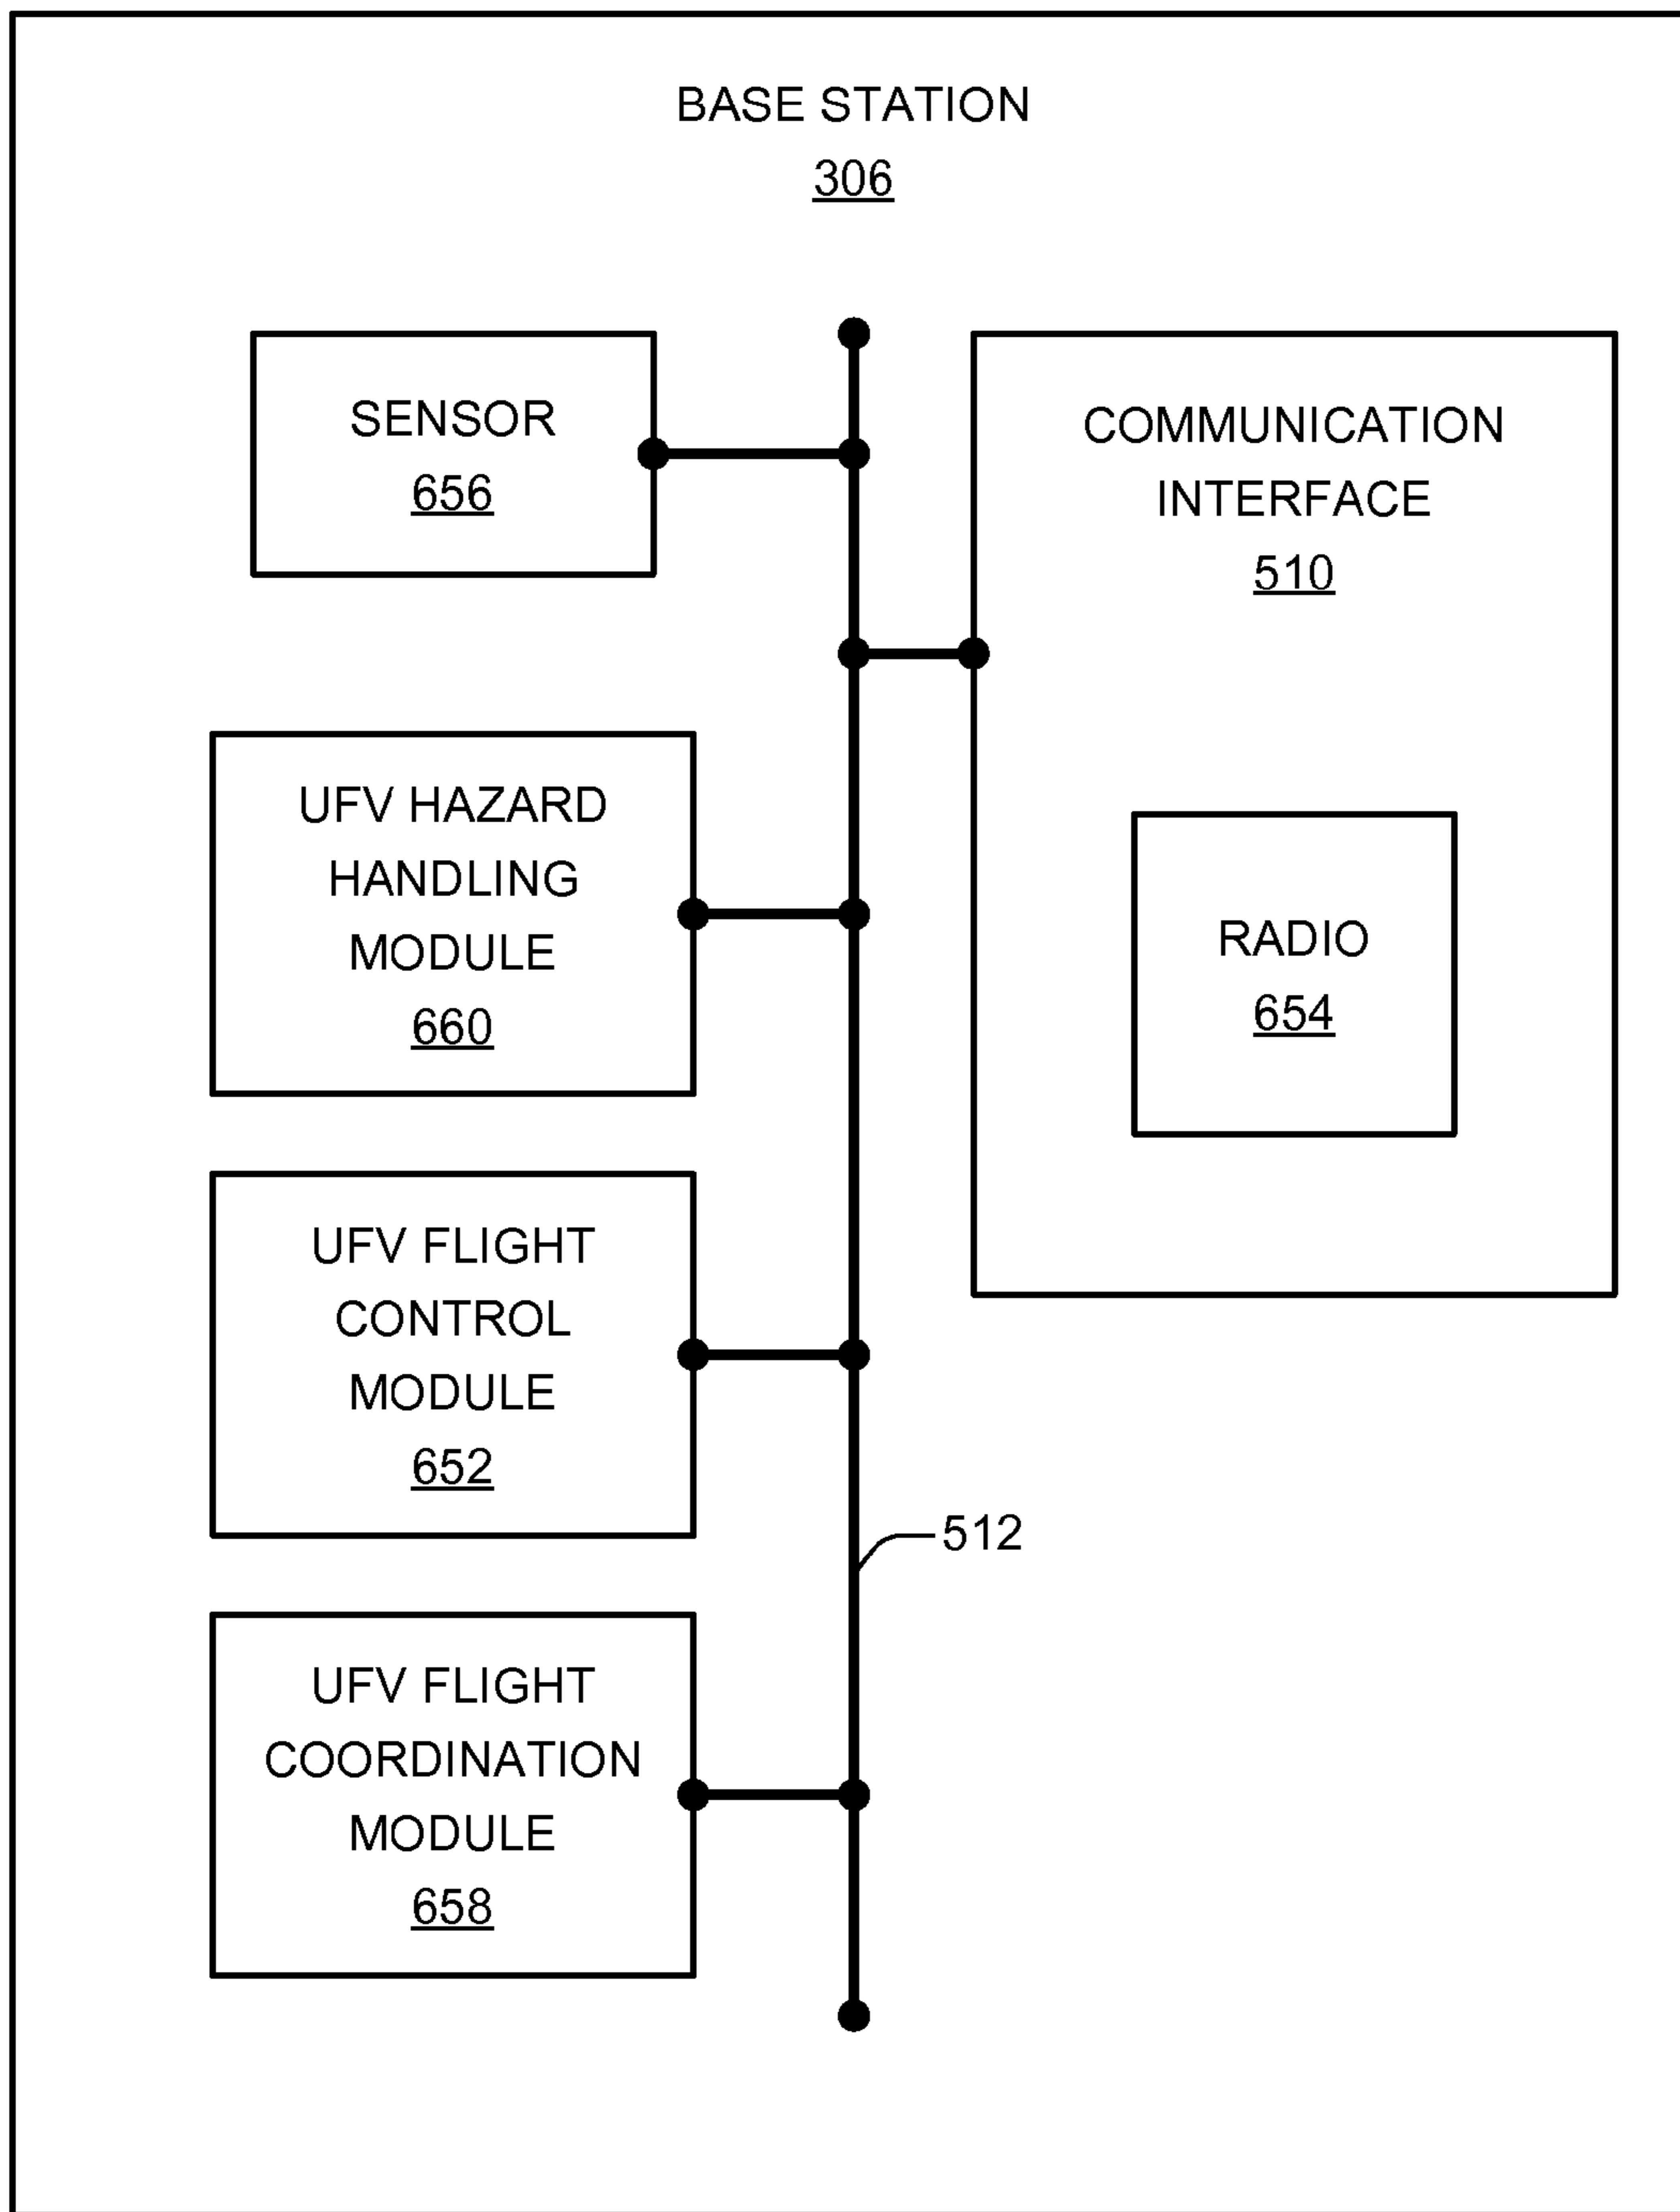 BASE STATION
306
SENSOR
656
COMMUNICATION
INTERFACE
510
UFV HAZARD
HANDLING
MODULE
660
RADIO
654
UFV FLIGHT
CONTROL
MODULE
652
512
UFV FLIGHT
COORDINATION
MODULE
658